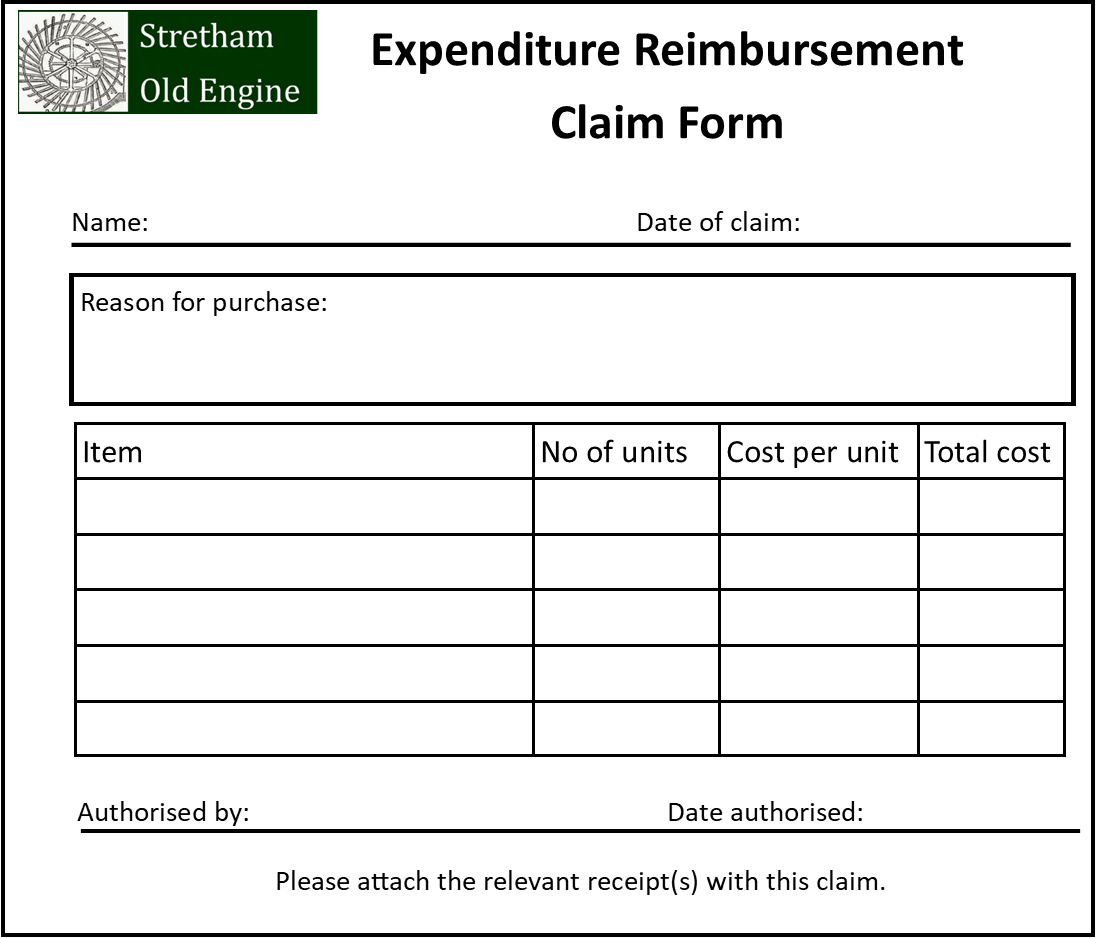 Stretham
Old Engine
Expenditure Reimbursement
Claim Form
Name: Date of claim:
Reason for purchase:
Item No of units Cost per unit Total cost
Authorised by: Date authorised:
Please attach the relevant receipt(s) with this claim.